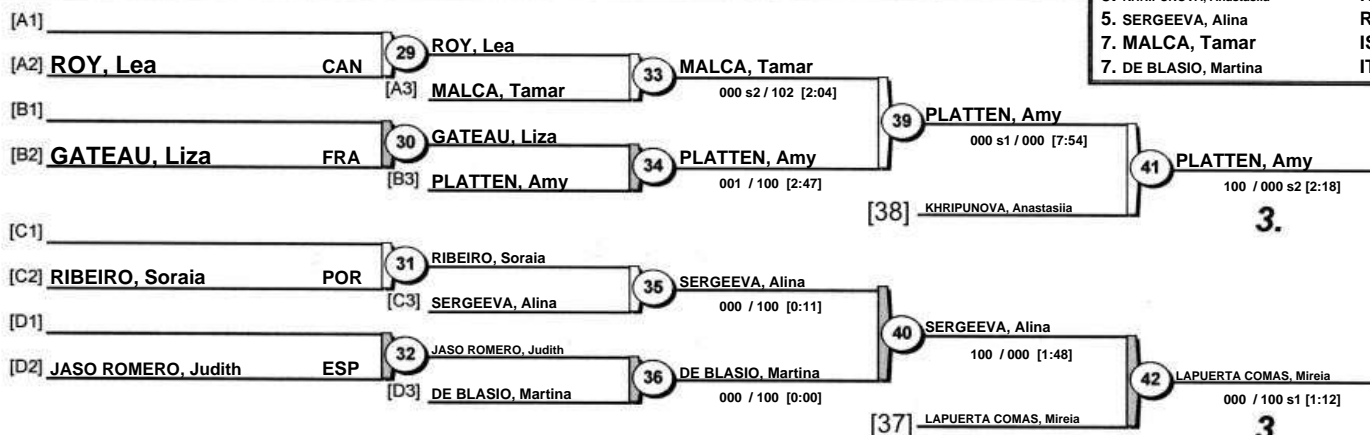 5. SERGEEVA, Alina
7. MALCA, Tamar
7. DE BLASIO, Martina
[A1]
[A2] ROY, Lea CAN
29
ROY, Lea
[A3] MALCA, Tamar
33
MALCA, Tamar
000 s2 / 102 [2:04]
[B1]
[B2] GATEAU, Liza FRA
30
GATEAU, Liza
[B3] PLATTEN, Amy
34
PLATTEN, Amy
001 / 100 [2:47]
39
PLATTEN, Amy
000 s1 / 000 [7:54]
[38] KHRIPUNOVA, Anastasiia
41
PLATTEN, Amy
100 / 000 s2 [2:18]
3.
[C1]
[C2] RIBEIRO, Soraia POR
31
RIBEIRO, Soraia
[C3] SERGEEVA, Alina
35
SERGEEVA, Alina
000 / 100 [0:11]
[D1]
[D2] JASO ROMERO, Judith ESP
32
JASO ROMERO, Judith
[D3] DE BLASIO, Martina
36
DE BLASIO, Martina
000 / 100 [0:00]
40
SERGEEVA, Alina
100 / 000 [1:48]
[37] LAPUERTA COMAS, Mireia
42
LAPUERTA COMAS, Mireia
000 / 100 s1 [1:12]
3